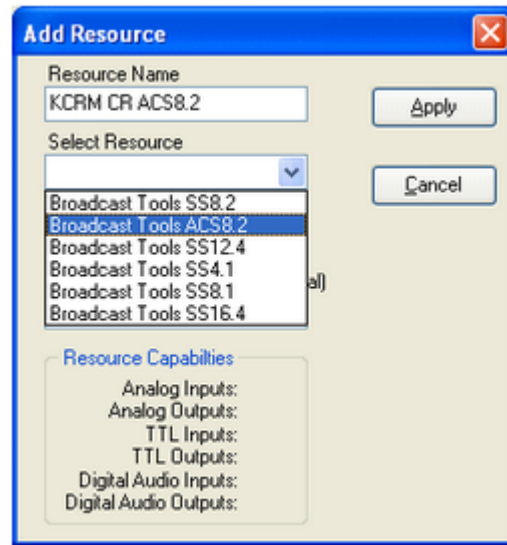 Add Resource
Resource Name
KCRM CR ACS8.2
Apply
Select Resource
Cancel
Broadcast Tools SS8.2
Broadcast Tools ACS8.2
Broadcast Tools SS12.4
Broadcast Tools SS4.1
Broadcast Tools SS8.1
Broadcast Tools SS16.4
al)
Resource Capabilties
Analog Inputs:
Analog Outputs:
TTL Inputs:
TTL Outputs:
Digital Audio Inputs:
Digital Audio Outputs: